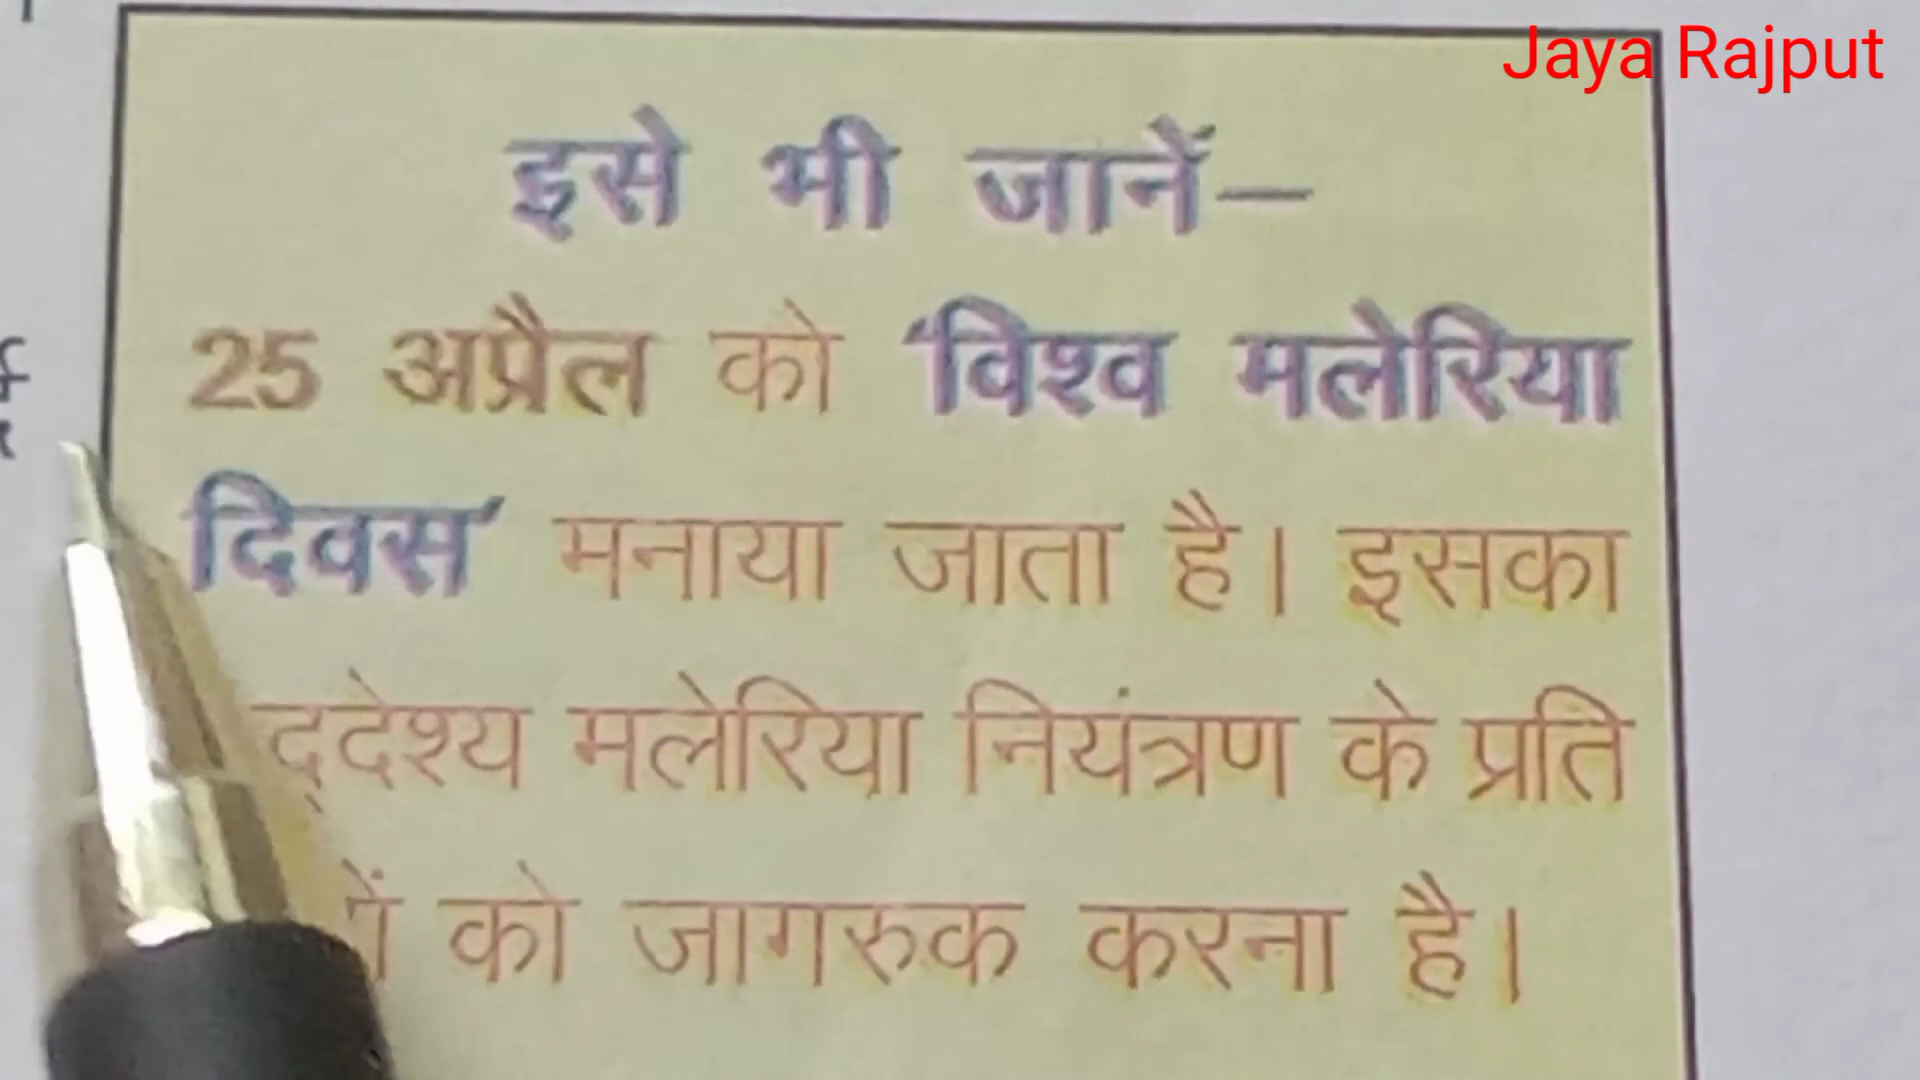 Jaya Rajput
इसे भी जानें—
25 अप्रैल को 'विश्व मलेरिया
दिवस' मनाया जाता है। इसका
मलेरिया नियंत्रण के प्रति
को जागरुक करना है।